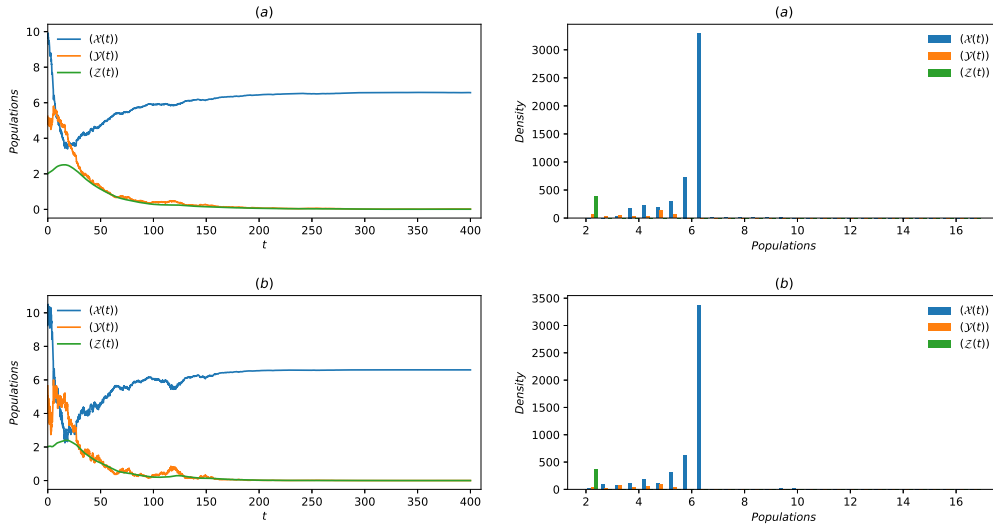 (a)
Populations
10
8
6
4
2
0
(𝒳(t))
(𝒴(t))
(𝒵(t))
0 50 100 150 200 250 300 350 400
t
(a)
Density
3000
2500
2000
1500
1000
500
0
(𝒳(t))
(𝒴(t))
(𝒵(t))
2 4 6 8 10 12 14 16
Populations
(b)
Populations
10
8
6
4
2
0
(𝒳(t))
(𝒴(t))
(𝒵(t))
0 50 100 150 200 250 300 350 400
t
(b)
Density
3500
3000
2500
2000
1500
1000
500
0
(𝒳(t))
(𝒴(t))
(𝒵(t))
2 4 6 8 10 12 14 16
Populations